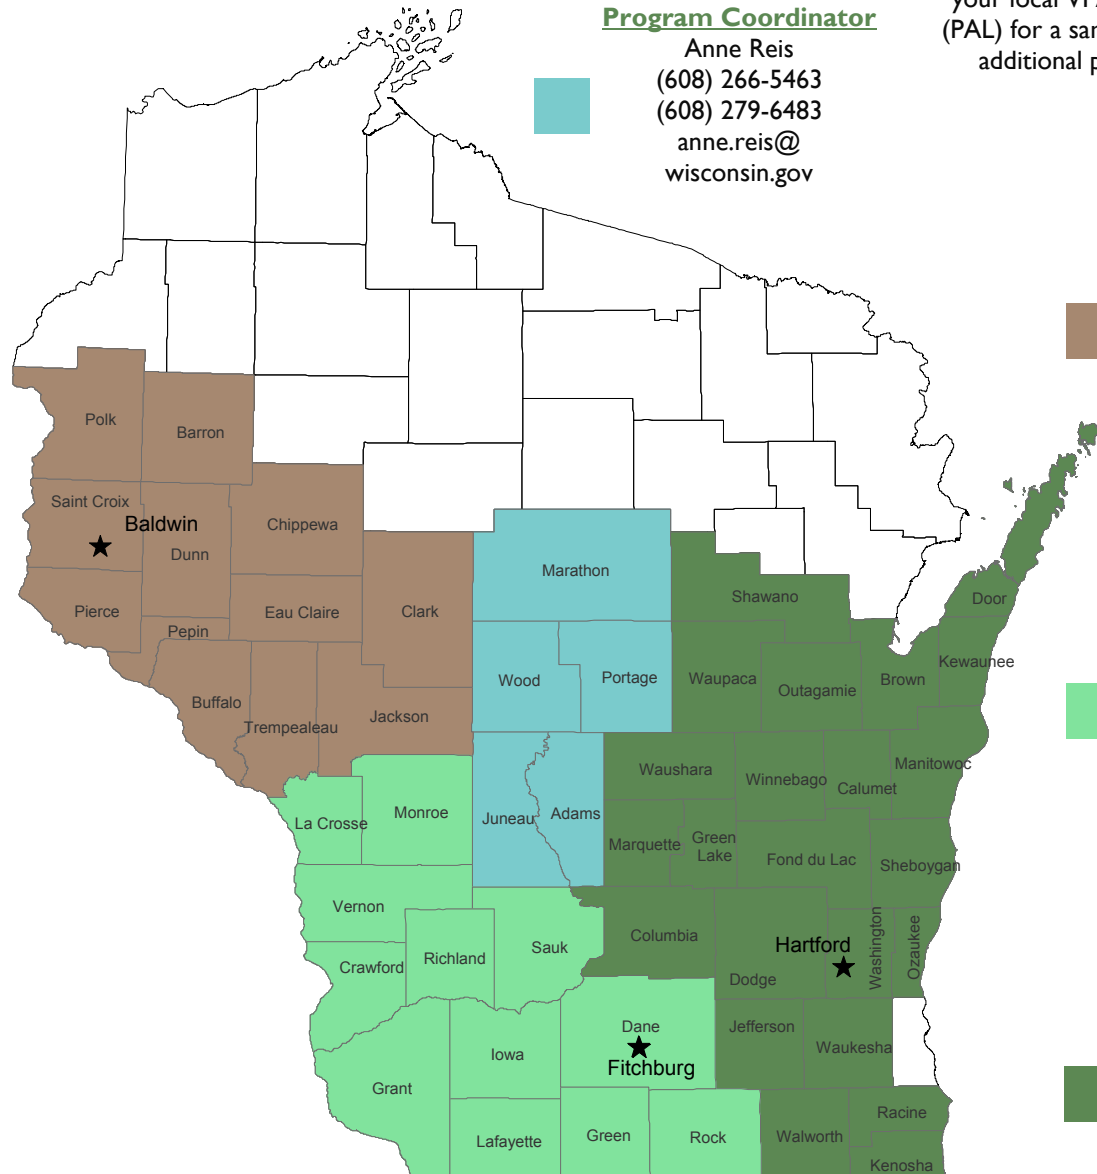 Program Coordinator
Anne Reis
(608) 266-5463
(608) 279-6483
anne.reis@
wisconsin.gov
your local
(PAL) for a
additional
Polk
Barron
Saint Croix
Baldwin
Chippewa
Dunn
Pierce
Eau Claire
Clark
Pepin
Buffalo
Trempealeau
Jackson
Marathon
Wood
Portage
Shawano
Door
Waupaca
Outagamie
Brown
Kewaunee
Waushara
Winnebago
Calumet
Manitowoc
La Crosse
Monroe
Juneau
Adams
Marquette
Green
Lake
Fond du Lac
Sheboygan
Vernon
Crawford
Richland
Sauk
Columbia
Hartford
Dodge
Washington
Ozaukee
Dane
Fitchburg
Iowa
Jefferson
Waukesha
Grant
Lafayette
Green
Rock
Walworth
Racine
Kenosha